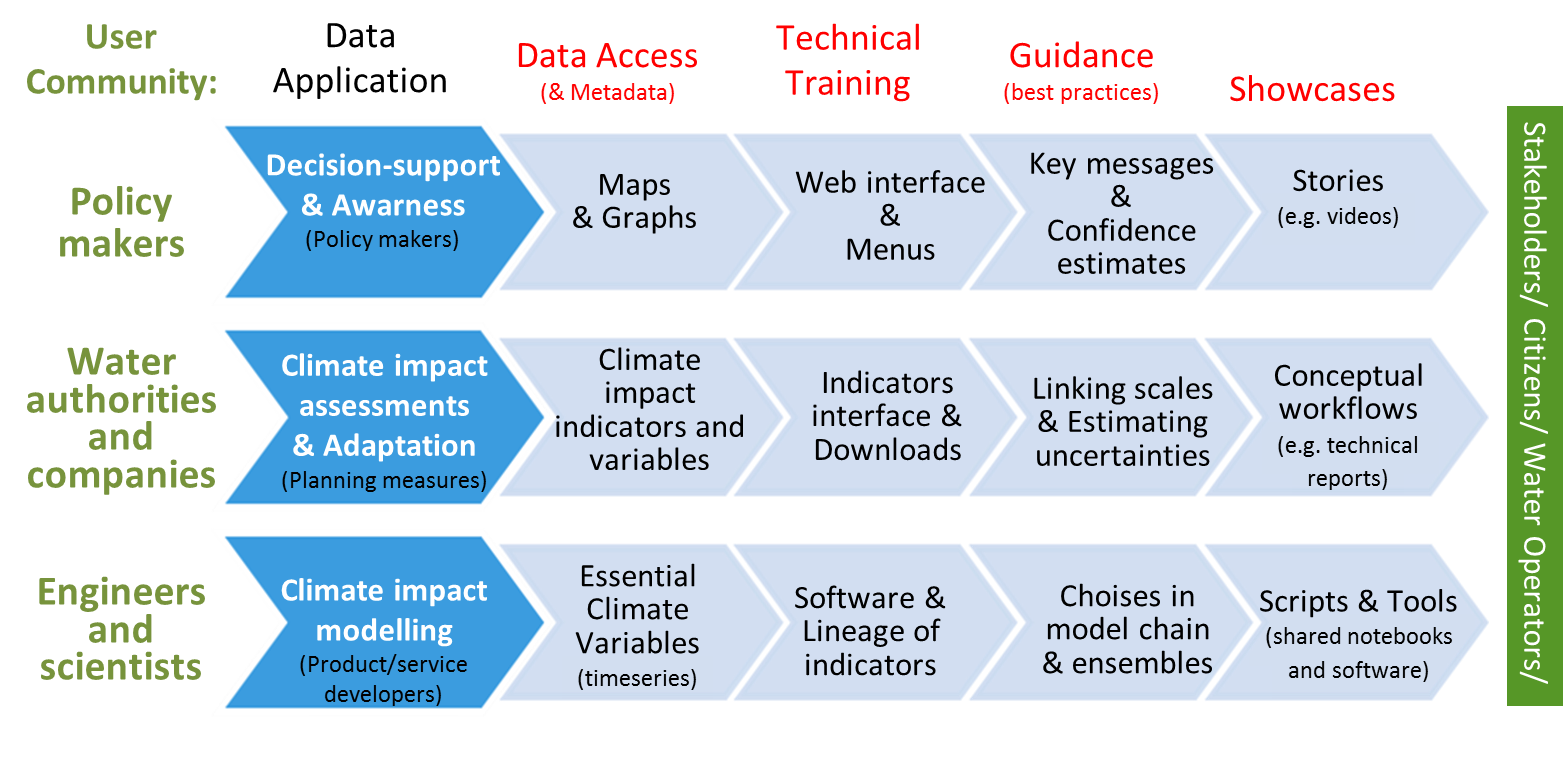 User
Community:
Data
Application
Data Access
(& Metadata)
Technical
Training
Guidance
(best practices)
Showcases
Policy
makers
Decision-support
& Awarness
(Policy makers)
Maps
& Graphs
Web interface
&
Menus
Key messages
&
Confidence
estimates
Stories
(e.g. videos)
Water
authorities
and
companies
Climate impact
assessments
& Adaptation
(Planning measures)
Climate
impact
indicators and
variables
Indicators
interface &
Downloads
Linking scales
& Estimating
uncertainties
Conceptual
workflows
(e.g. technical
reports)
Engineers
and
scientists
Climate impact
modelling
(Product/service
developers)
Essential
Climate
Variables
(timeseries)
Software &
Lineage of
indicators
Choises in
model chain
& ensembles
Scripts & Tools
(shared notebooks
and software)
Stakeholders/ Citizens/ Water Operators/